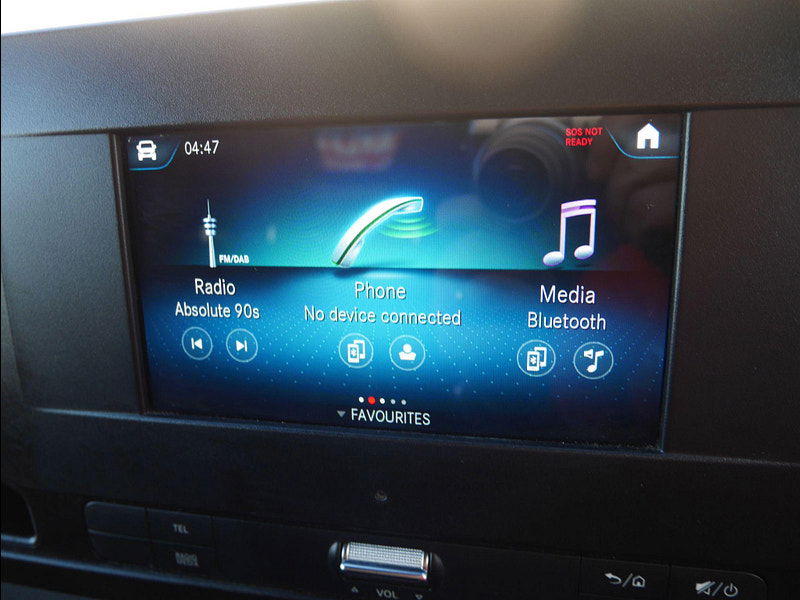 04:47
SOS NOT
READY
FM/DAB
Radio
Absolute 90s
Phone
No device connected
Media
Bluetooth
FAVOURITES
TEL
RADIO
VOL